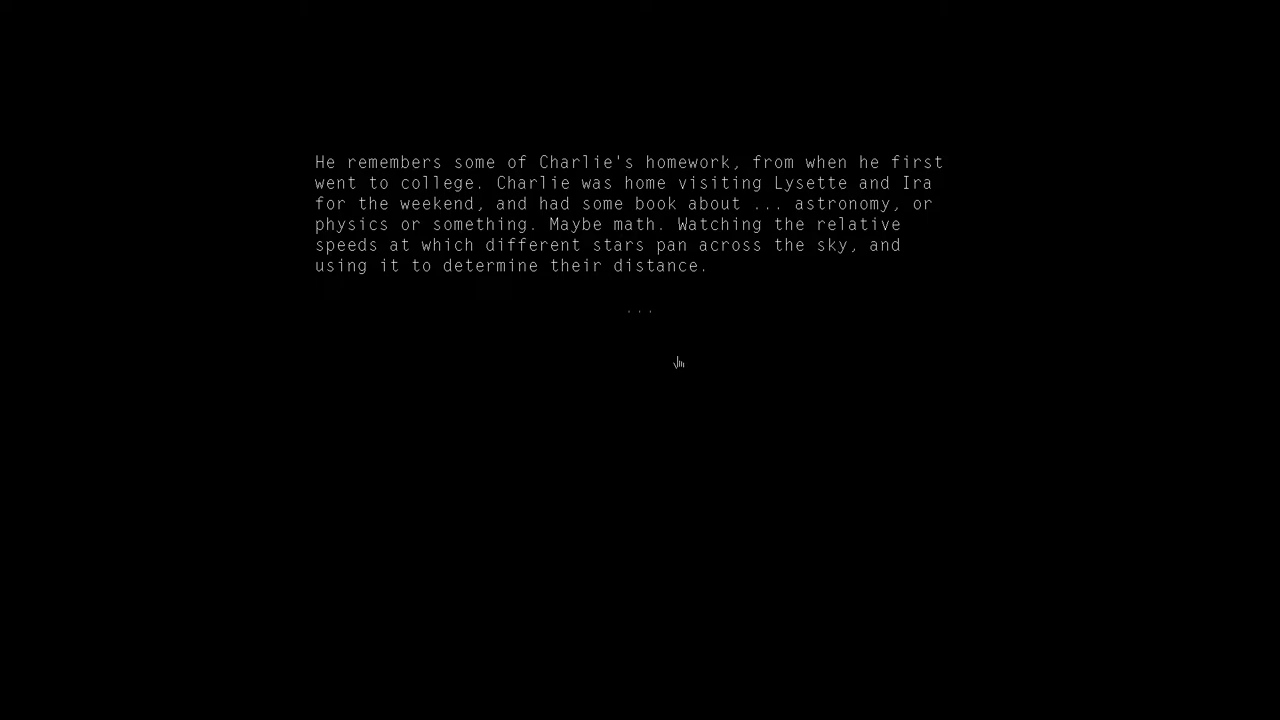 He remembers some of Charlie's homework, from when he first
went to college. Charlie was home visiting Lysette and Ira
for the weekend, and had some book about ... astronomy, or
physics or something. Maybe math. Watching the relative
speeds at which different stars pan across the sky, and
using it to determine their distance.
...